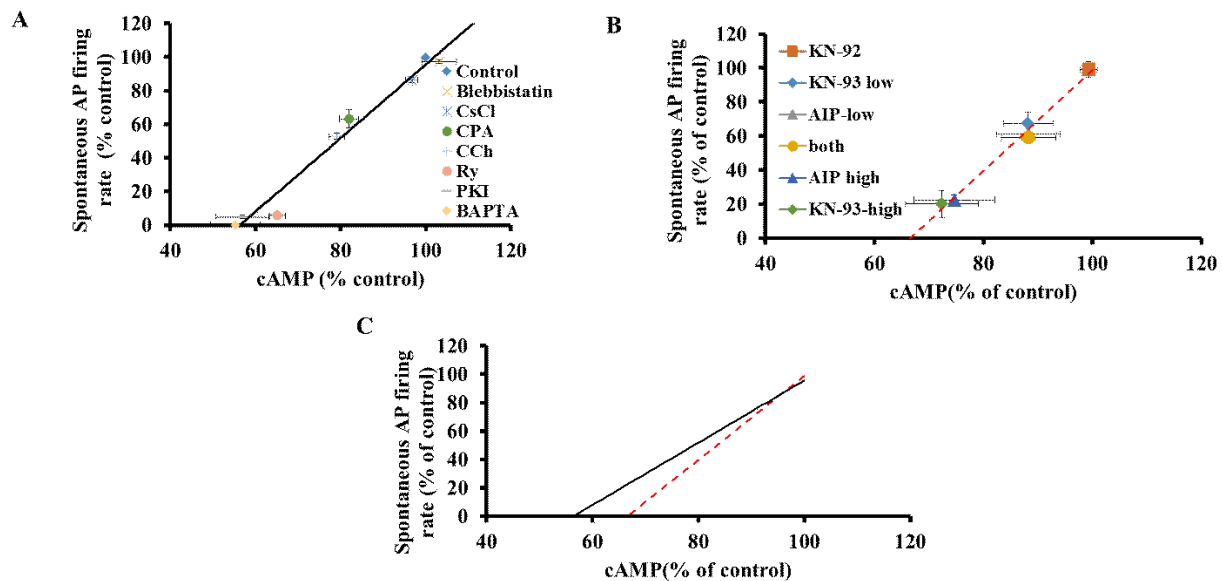 A
Spontaneous AP firing
rate (% control)
120
100
80
60
40
20
0
40 60 80 100 120
cAMP (% control)
Control
Blebbistatin
CsCl
CPA
CCh
Ry
PKI
BAPTA
B
Spontaneous AP firing
rate (% of control)
120
100
80
60
40
20
0
40 60 80 100 120
cAMP(% of control)
KN-92
KN-93 low
AIP-low
both
AIP high
KN-93-high
C
Spontaneous AP firing
rate (% of control)
120
100
80
60
40
20
0
40 60 80 100 120
cAMP(% of control)